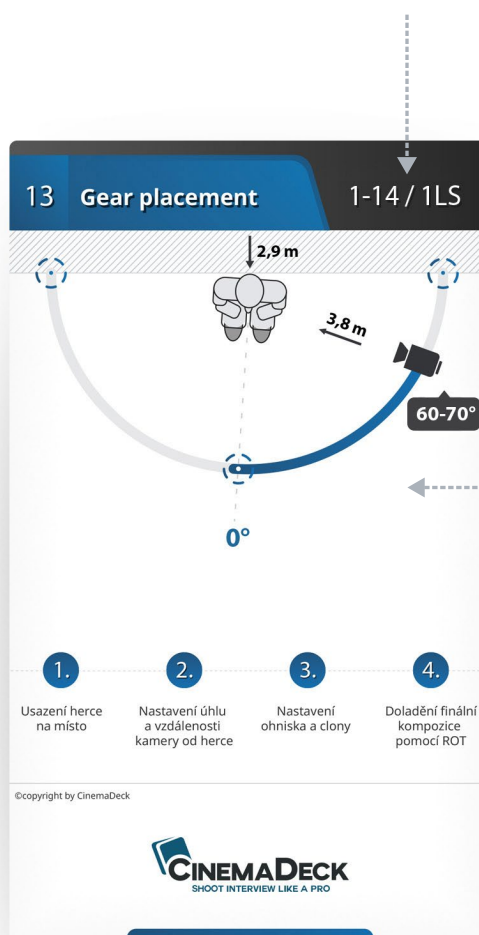 13 Gear placement 1-14 / 1LS
2,9 m
3,8 m
60-70°
0°
1.
2.
3.
4.
Usazení herce
na místo
Nastavení úhlu
a vzdálenosti
kamery od herce
Nastavení
ohniska a clony
Doladění finální
kompozice
pomocí ROT
©copyright by CinemaDeck
CINEMADECK
SHOOT INTERVIEW LIKE A PRO